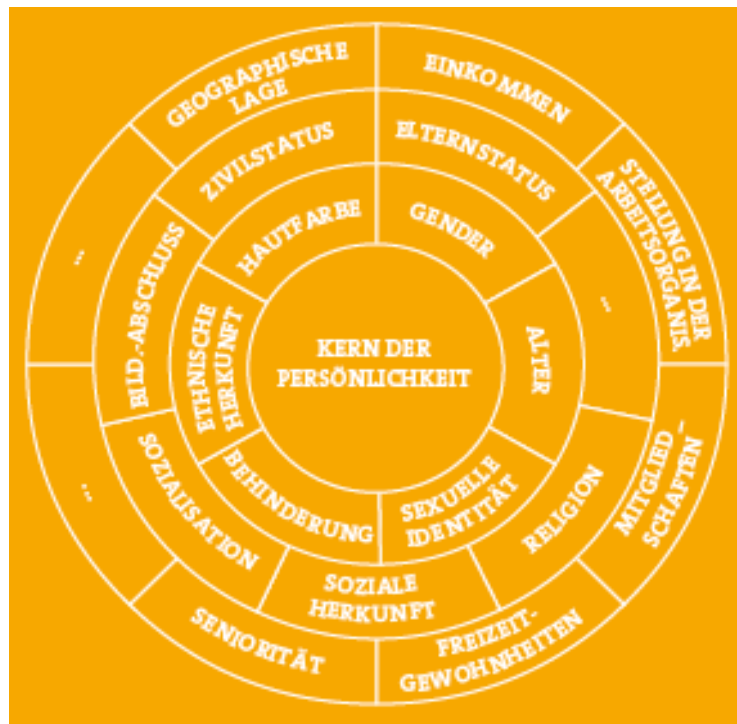 GEOGRAPHISCHE
LAGE
EINKOMMEN
STELLUNG IN DER
ARBEITSORGANIS.
MITGLIED–
SCHAFTEN
FREIZEIT-
GEWOHNHEITEN
SENIORITÄT
...
...
ZIVILSTATUS
ELTERNSTATUS
...
RELIGION
SOZIALE
HERKUNFT
SOZIALISATION
BILD.-ABSCHLUSS
HAUTFARBE
GENDER
ALTER
SEXUELLE
IDENTITÄT
BEHINDERUNG
ETHNISCHE
HERKUNFT
KERN DER
PERSÖNLICHKEIT